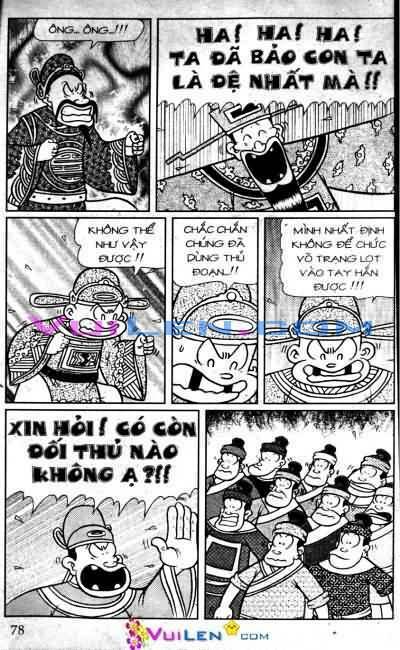 ÔNG... ÔNG...!!!
HA! HA! HA!
TA ĐÃ BẢO CON TA
LÀ ĐỆ NHẤT MÀ!!
KHÔNG THỂ
NHƯ VẬY
ĐƯỢC!!
CHẮC CHẮN
CHÚNG ĐÃ
DÙNG THỦ
ĐOẠN..!!
MÌNH NHẤT ĐỊNH
KHÔNG ĐỂ CHỨC
VÕ TRẠNG LỌT
VÀO TAY HẮN
ĐƯỢC!!!
VUILEN.COM
XIN HỎI! CÓ CÒN
ĐỐI THỦ NÀO
KHÔNG Ạ?!!
78
VUILEN.COM